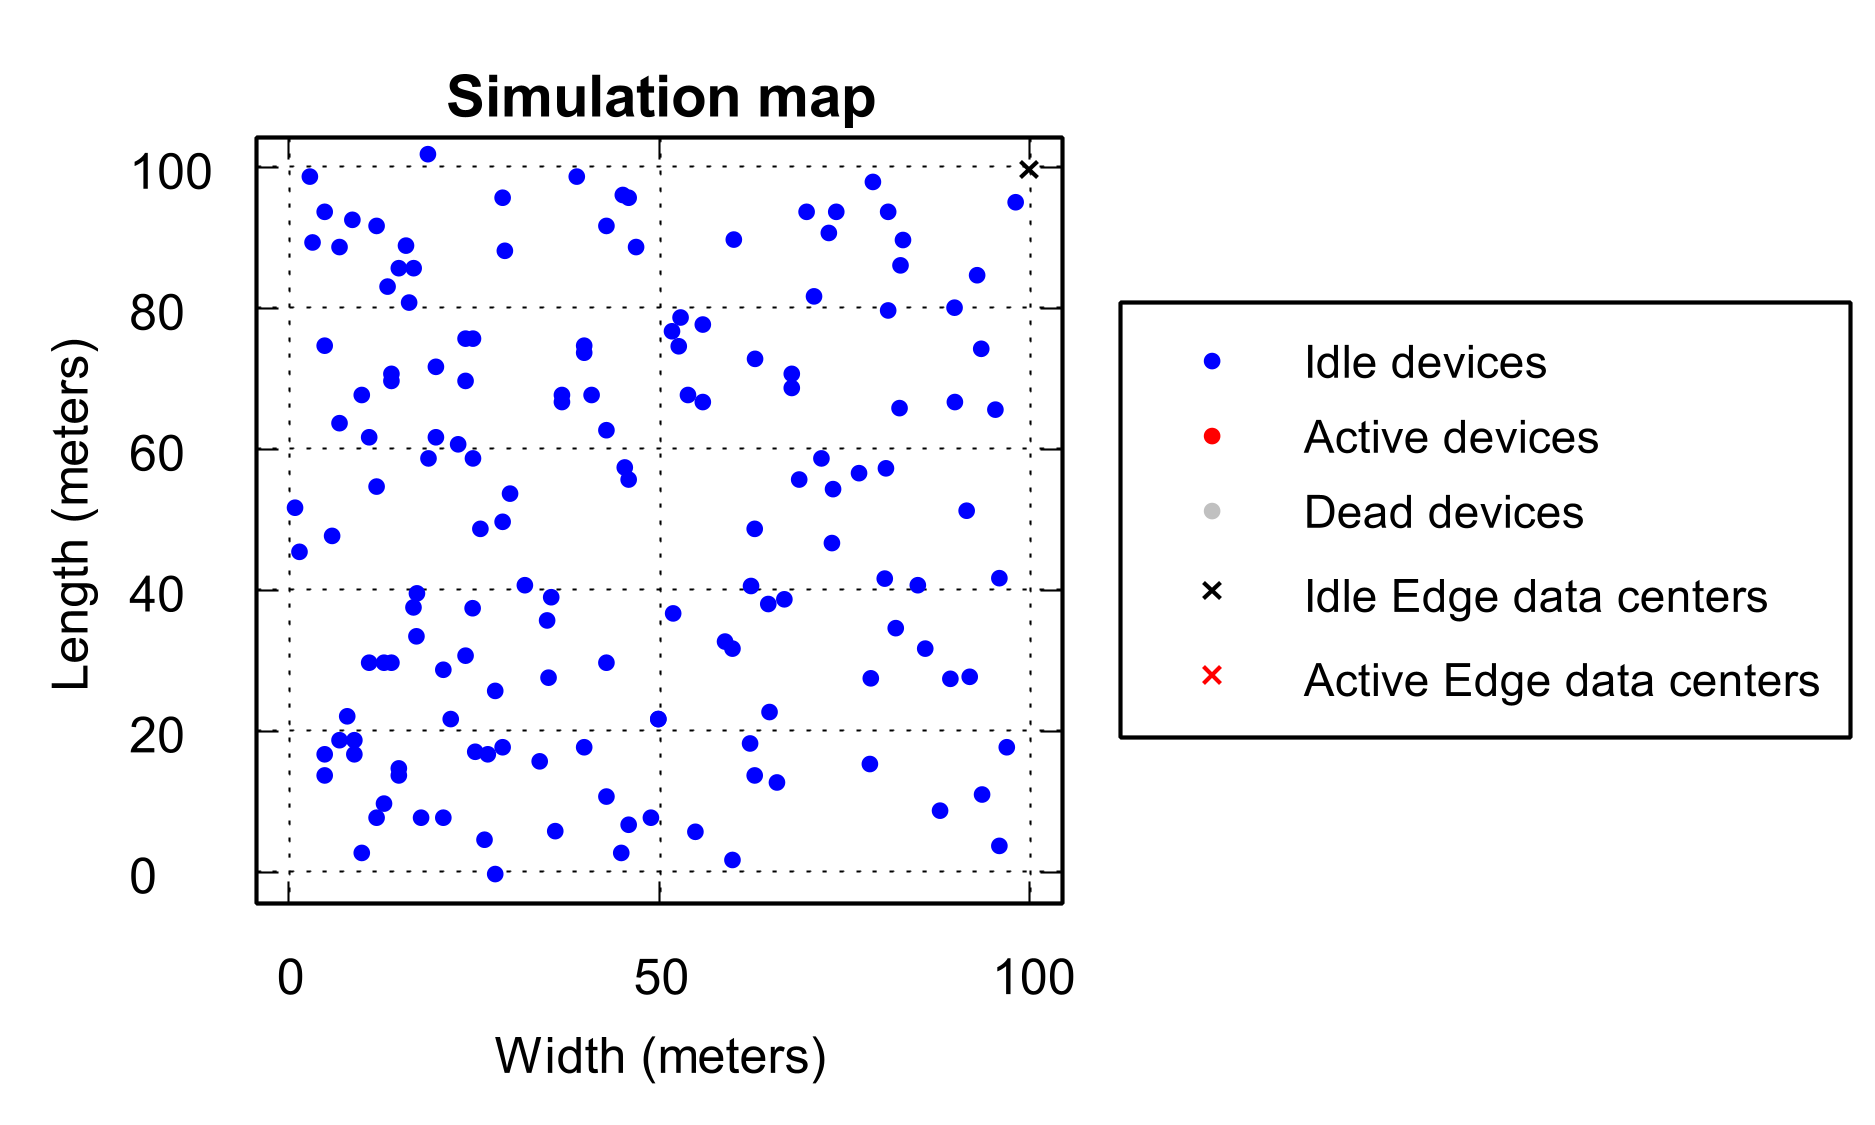 Simulation map
100
80
60
40
20
0
Length (meters)
0 50 100
Width (meters)
Idle devices
Active devices
Dead devices
Idle Edge data centers
Active Edge data centers